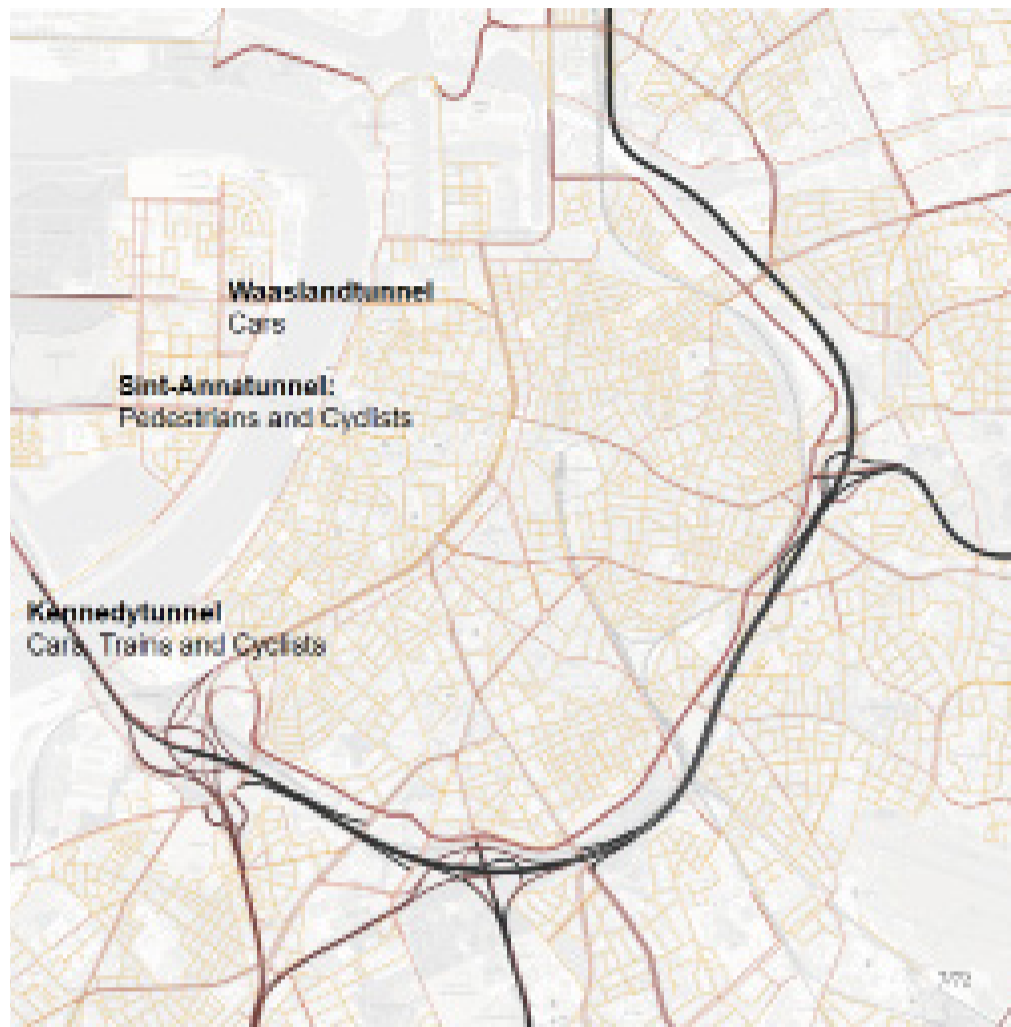 Waaslandtunnel
Cars
Sint-Annatunnel:
Pedestrians and Cyclists
Kennedytunnel
Cars, Trains and Cyclists